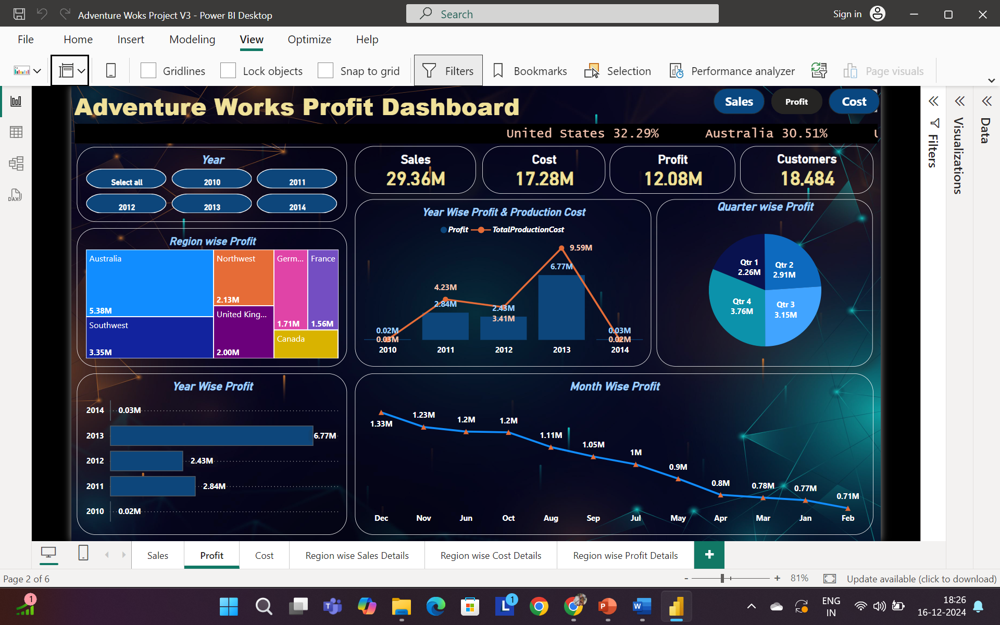 Adventure Woks Project V3 - Power BI Desktop
Search
Sign in
File Home Insert Modeling View Optimize Help
Gridlines Lock objects Snap to grid Filters Bookmarks Selection Performance analyzer Page visuals
Adventure Works Profit Dashboard
Sales Profit Cost
United States 32.29% Australia 30.51%
Year
Select all 2010 2011
2012 2013 2014
Sales
29.36M
Cost
17.28M
Profit
12.08M
Customers
18.484
Region wise Profit
Australia
5.38M
Southwest
3.35M
Northwest
2.13M
United King...
2.00M
Germ...
1.71M
France
1.56M
Canada
Year Wise Profit & Production Cost
Profit TotalProductionCost
9.59M
6.77M
4.23M
2.84M
2.43M
3.41M
0.02M
0.03M
0.03M
0.02M
2010 2011 2012 2013 2014
Quarter wise Profit
Qtr 1
2.26M
Qtr 2
2.91M
Qtr 4
3.76M
Qtr 3
3.15M
Year Wise Profit
2014 0.03M
2013 6.77M
2012 2.43M
2011 2.84M
2010 0.02M
Month Wise Profit
1.33M 1.23M 1.2M 1.2M 1.11M 1.05M 1M 0.9M 0.8M 0.78M 0.77M 0.71M
Dec Nov Jun Oct Aug Sep Jul May Apr Mar Jan Feb
Filters
Visualizations
Data
DAX
Sales Profit Cost Region wise Sales Details Region wise Cost Details Region wise Profit Details +
Page 2 of 6
- + 81% Update available (click to download)
1
1
ENG
IN
18:26
16-12-2024